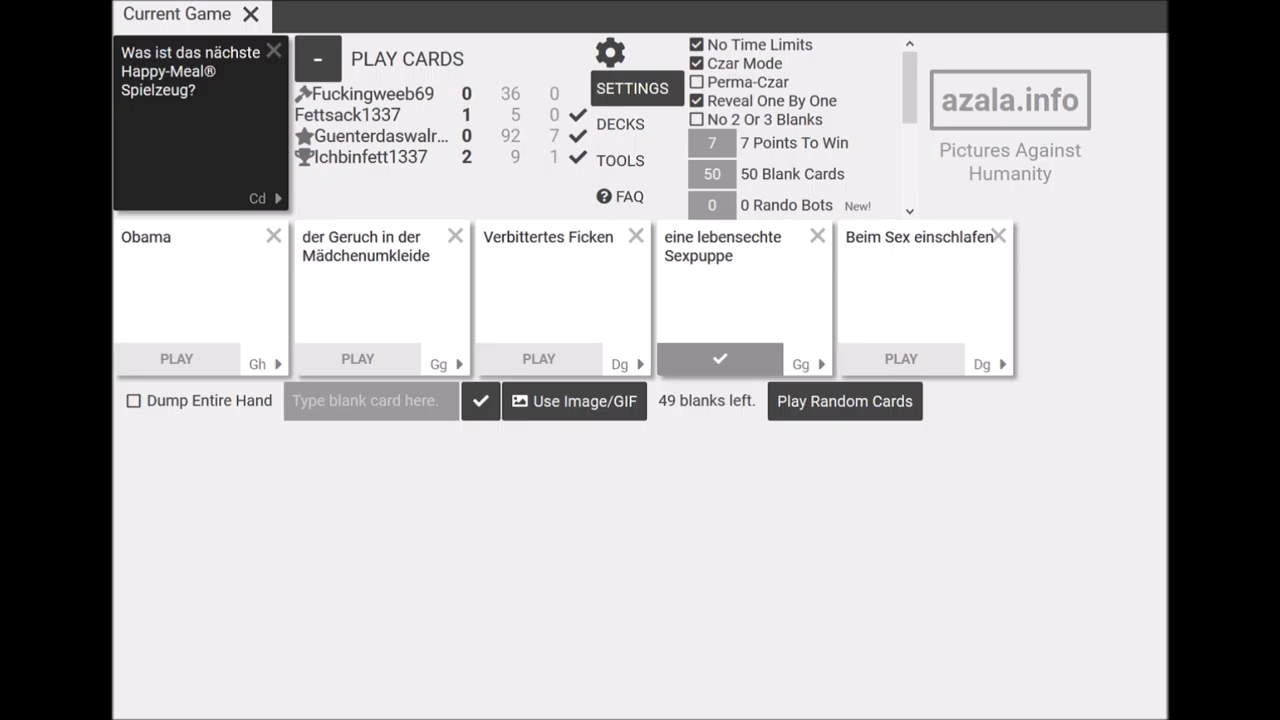 Current Game
Was ist das nächste
Happy-Meal®
Spielzeug?
Cd
-
PLAY CARDS
Fuckingweeb69 0 36 0
Fettsack1337 1 5 0
Guenterdaswalr... 0 92 7
Ichbinfett1337 2 9 1
SETTINGS
DECKS
TOOLS
FAQ
No Time Limits
Czar Mode
Perma-Czar
Reveal One By One
No 2 Or 3 Blanks
7 7 Points To Win
50 50 Blank Cards
0 0 Rando Bots New!
azala.info
Pictures Against
Humanity
Obama
PLAY
Gh
der Geruch in der
Mädchenumkleide
PLAY
Gg
Verbittertes Ficken
PLAY
Dg
eine lebensechte
Sexpuppe
Gg
Beim Sex einschlafen
PLAY
Dg
Dump Entire Hand
Type blank card here.
Use Image/GIF
49 blanks left.
Play Random Cards